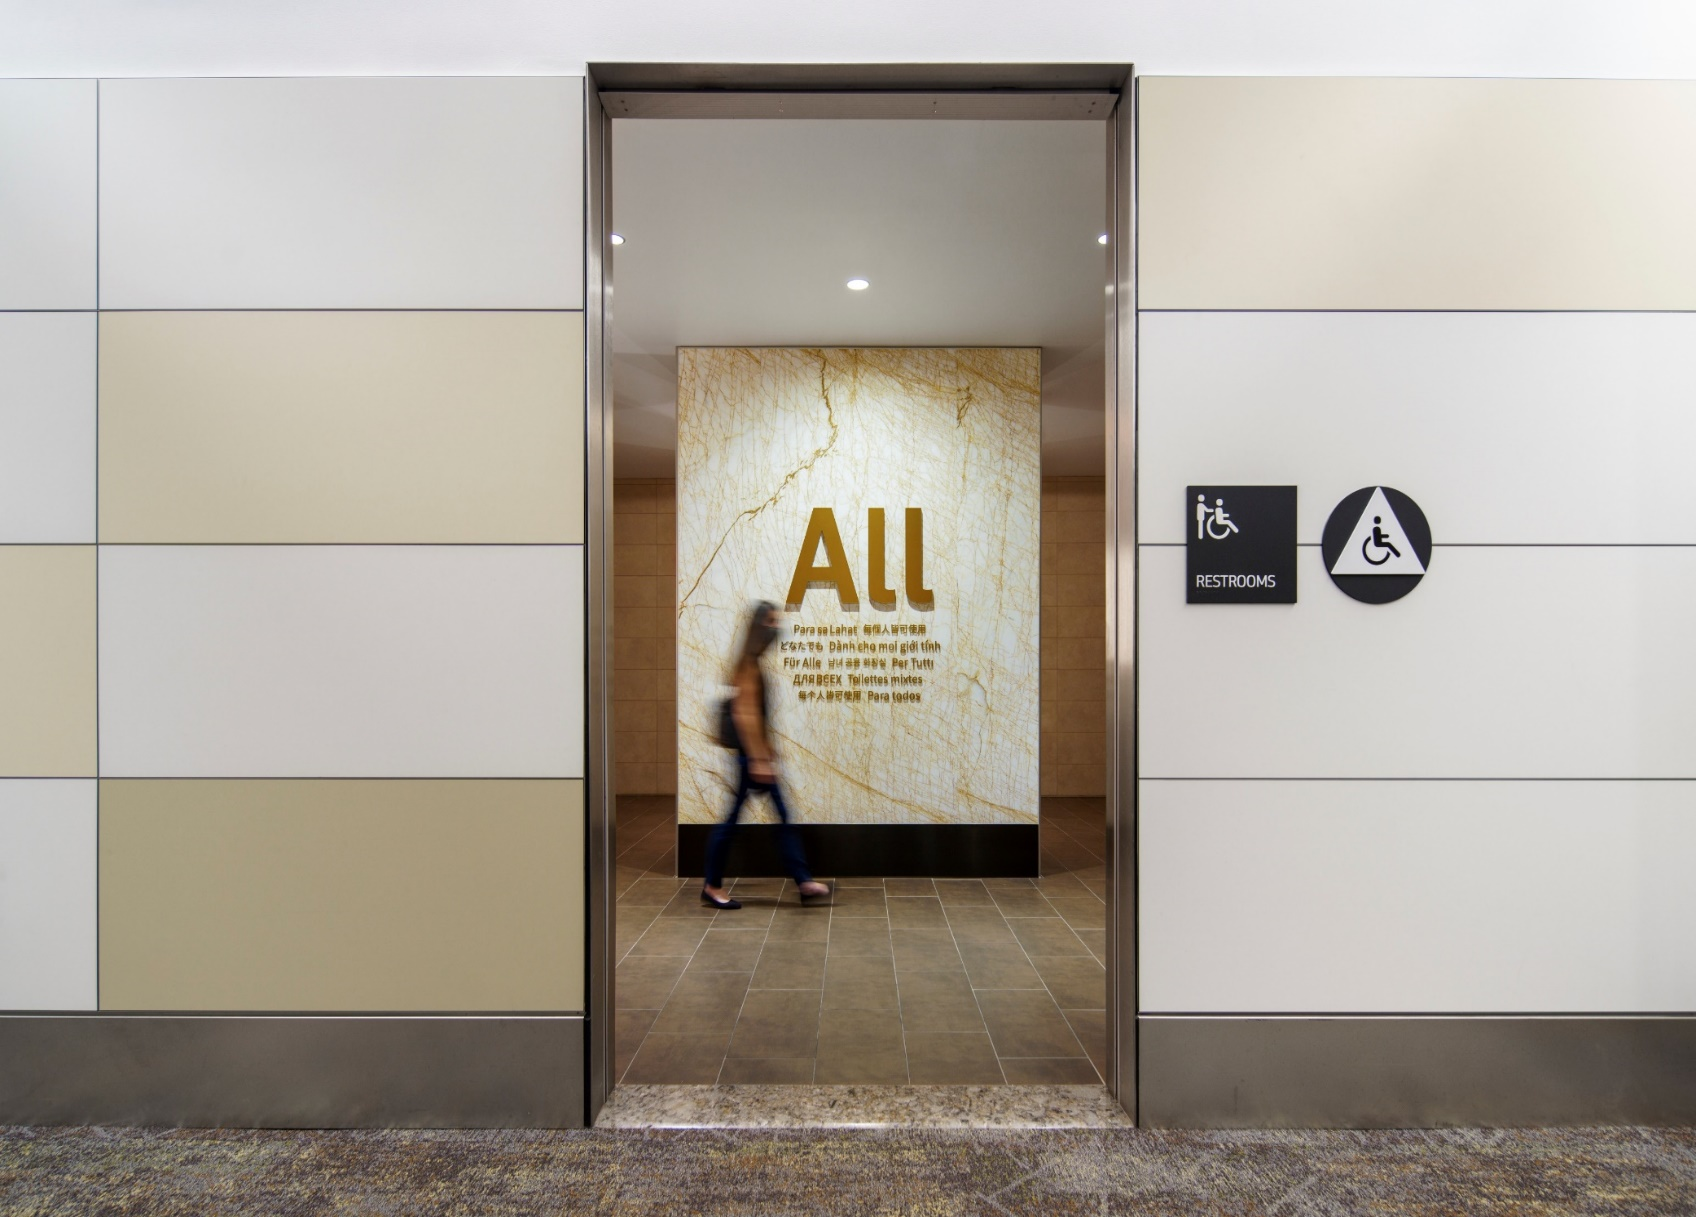 All
Para sa Lahat 每個人皆可使用
どなたでも Dành cho mọi giới tính
Für Alle 남녀 공용 화장실 Per Tutti
ДЛЯ ВСЕХ Toilettes mixtes
每个人皆可使用 Para todos
RESTROOMS